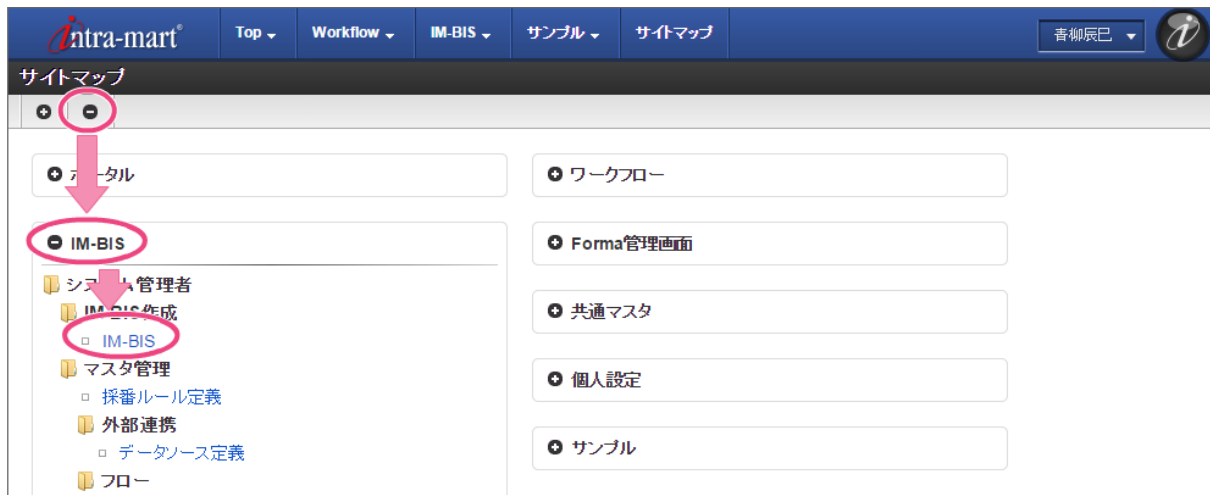 intra-mart® Top Workflow IM-BIS サンプル サイトマップ 青柳辰巳
サイトマップ
ワークフロー
IM-BIS
Forma管理画面
システム管理者
IM-BIS作成
IM-BIS
共通マスタ
マスタ管理
採番ルール定義
個人設定
外部連携
データソース定義
サンプル
フロー